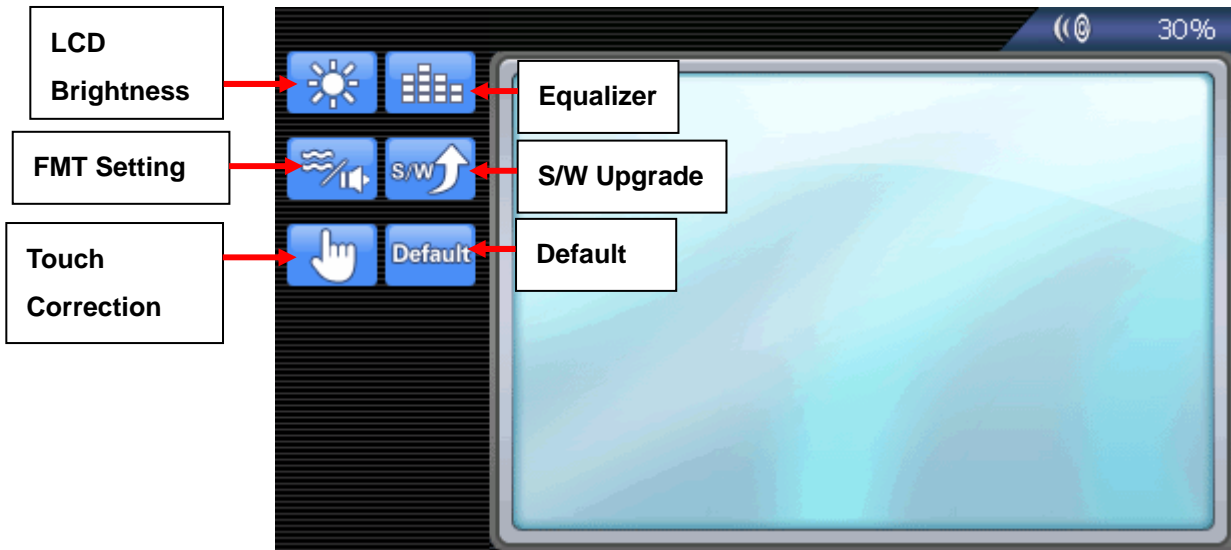 30%
LCD
Brightness
Equalizer
FMT Setting
S/W
S/W Upgrade
Touch
Correction
Default
Default